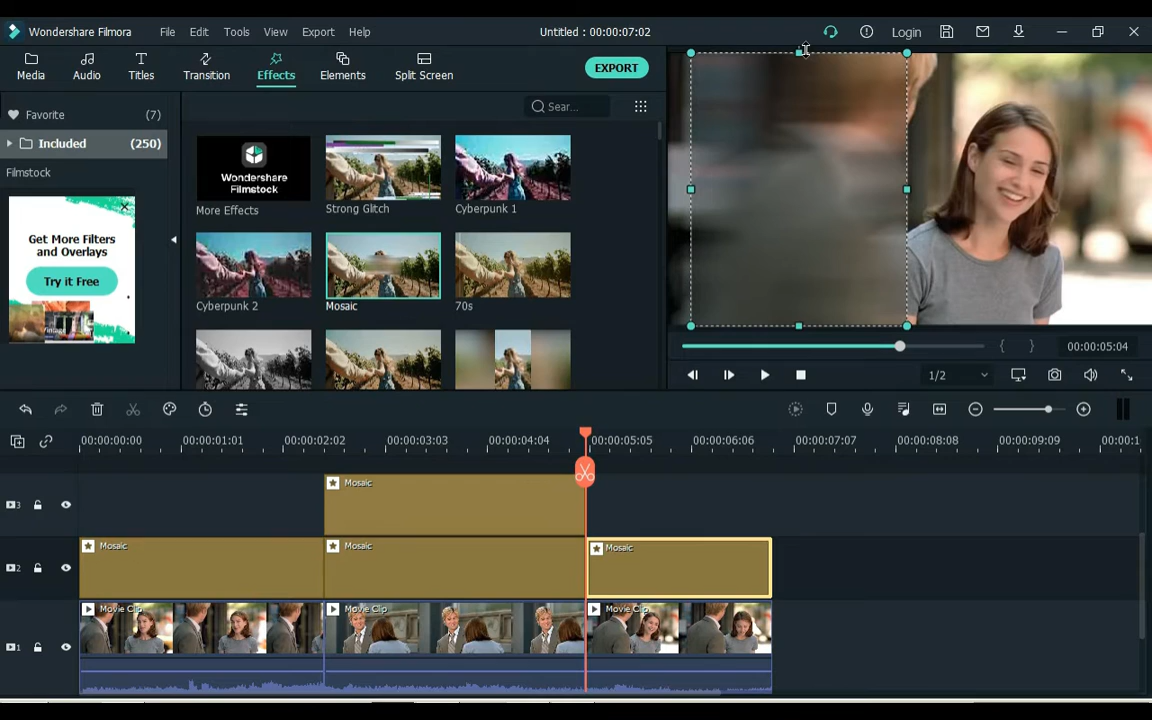 Wondershare Filmora
File Edit Tools View Export Help
Untitled : 00:00:07:02
Login
Media
Audio
Titles
Transition
Effects
Elements
Split Screen
EXPORT
Favorite (7)
Included (250)
Filmstock
Get More Filters
and Overlays
Try it Free
Sear...
Wondershare
Filmstock
More Effects
Strong Glitch
Cyberpunk 1
Cyberpunk 2
Mosaic
70s
00:00:05:04
1/2
00:00:00:00 00:00:01:01 00:00:02:02 00:00:03:03 00:00:04:04 00:00:05:05 00:00:06:06 00:00:07:07 00:00:08:08 00:00:09:09 00:00:1
3
Mosaic
2
Mosaic
Mosaic
Mosaic
1
Movie Clip
Movie Clip
Movie Clip